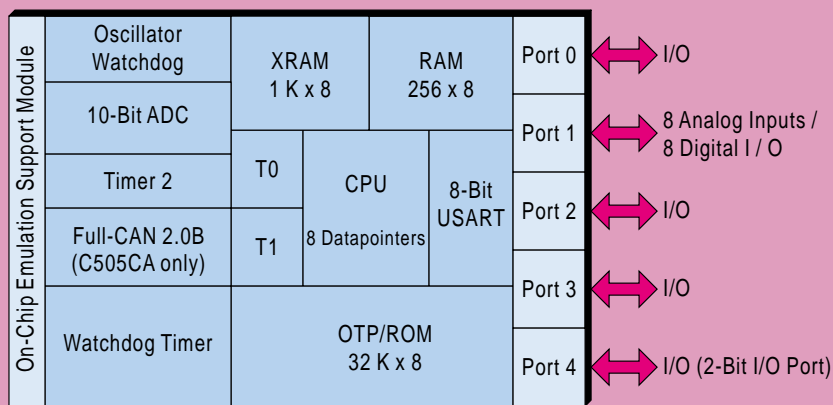 On-Chip Emulation Support Module
Oscillator
Watchdog
10-Bit ADC
Timer 2
Full-CAN 2.0B
(C505CA only)
Watchdog Timer
XRAM
1 K x 8
RAM
256 x 8
T0
T1
CPU
8 Datapointers
8-Bit
USART
OTP/ROM
32 K x 8
Port 0
I/O
Port 1
8 Analog Inputs /
8 Digital I / O
Port 2
I/O
Port 3
I/O
Port 4
I/O (2-Bit I/O Port)